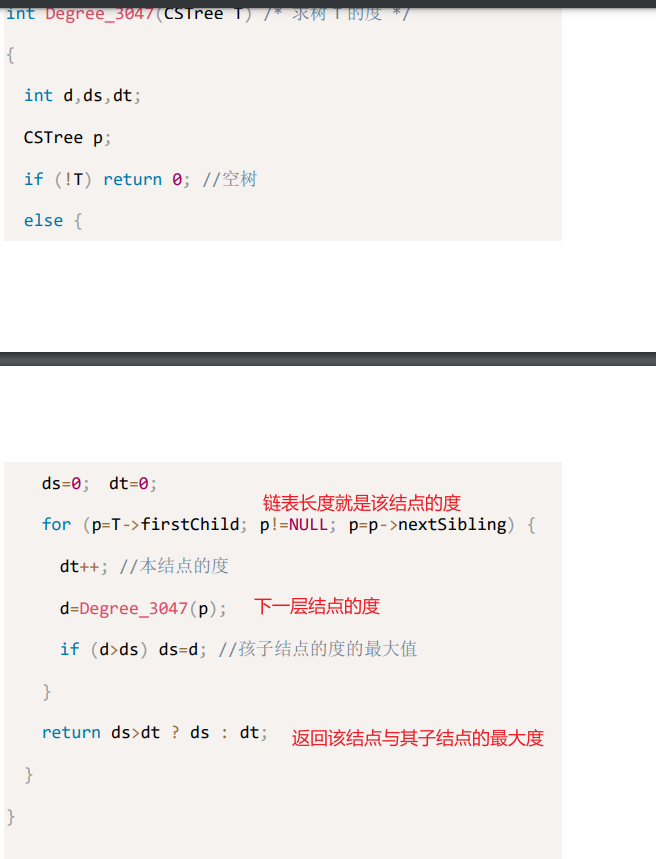 int Degree_3047(CSTree T) /* 求树 T 的度 */
{
int d,ds,dt;
CSTree p;
if (!T) return 0; //空树
else {
ds=0; dt=0;
链表长度就是该结点的度
for (p=T->firstChild; p!=NULL; p=p->nextSibling) {
dt++; //本结点的度
d=Degree_3047(p); 下一层结点的度
if (d>ds) ds=d; //孩子结点的度的最大值
}
return ds>dt ? ds : dt; 返回该结点与其子结点的最大度
}
}